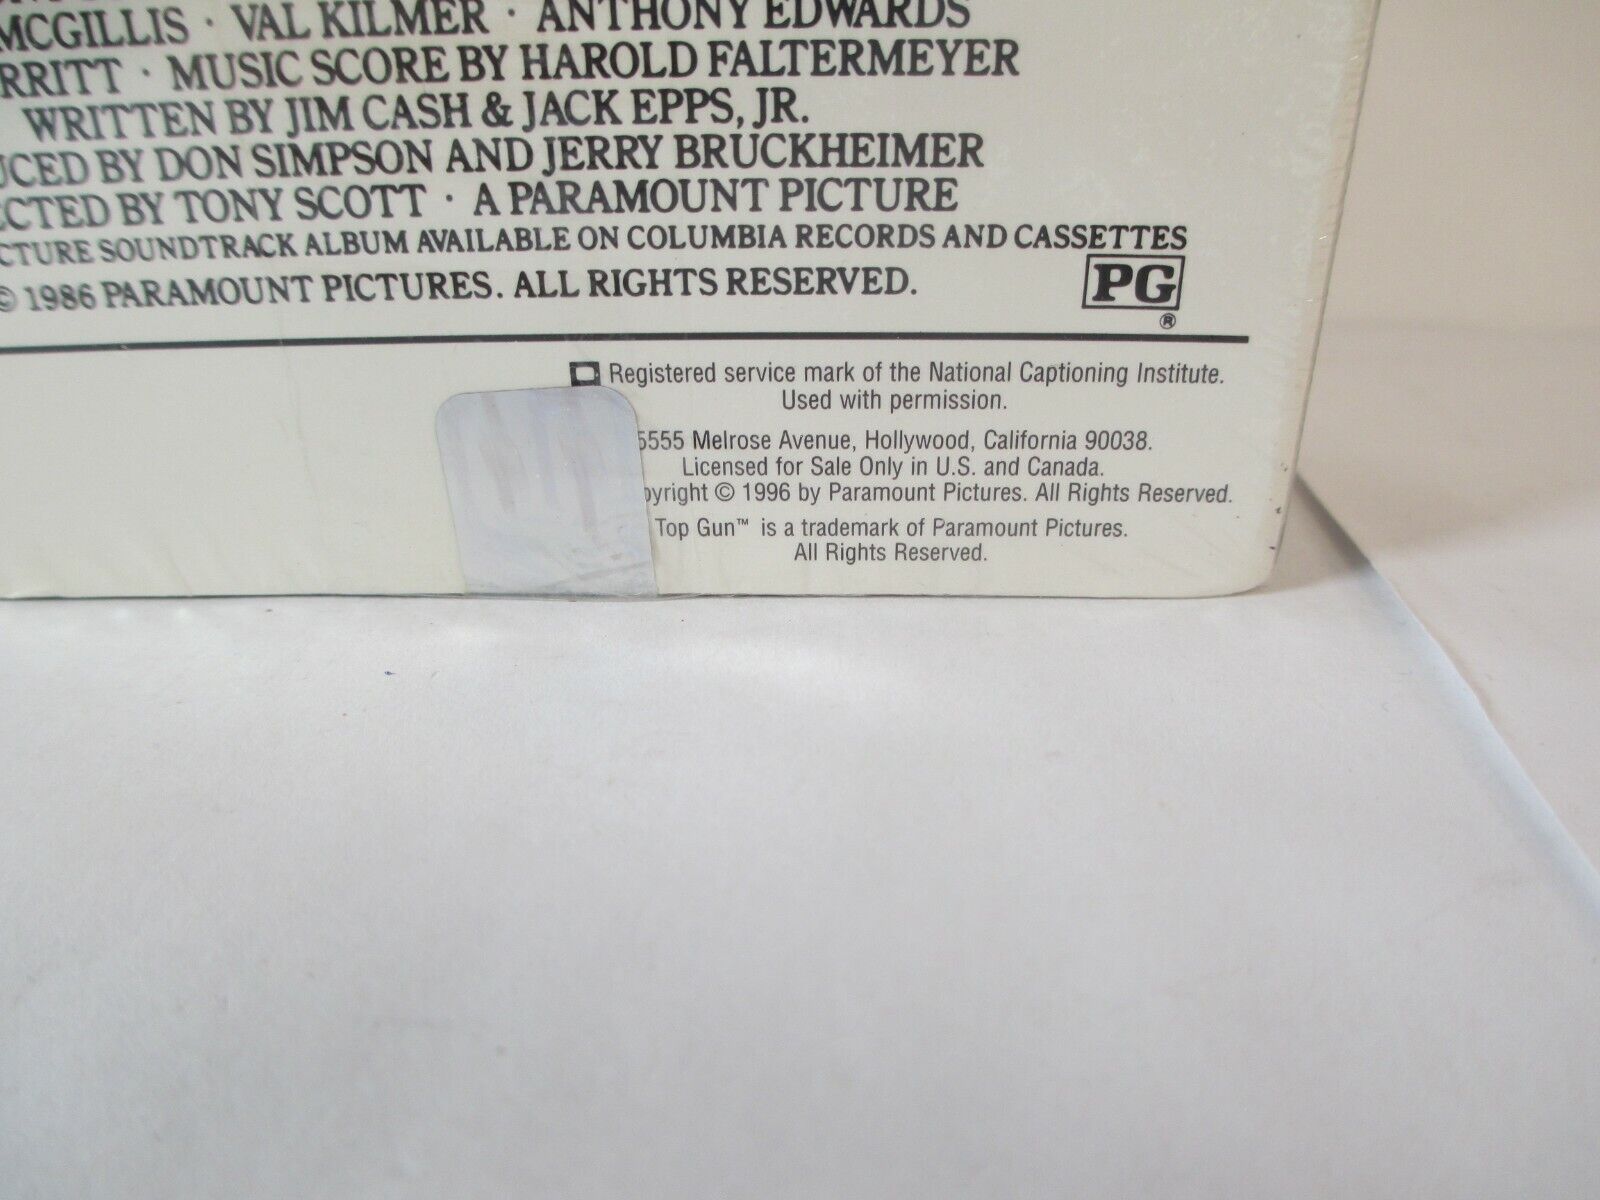 MCGILLIS · VAL KILMER · ANTHONY EDWARDS
RRITT · MUSIC SCORE BY HAROLD FALTERMEYER
WRITTEN BY JIM CASH & JACK EPPS, JR.
UCED BY DON SIMPSON AND JERRY BRUCKHEIMER
ECTED BY TONY SCOTT · A PARAMOUNT PICTURE
CTURE SOUNDTRACK ALBUM AVAILABLE ON COLUMBIA RECORDS AND CASSETTES
© 1986 PARAMOUNT PICTURES. ALL RIGHTS RESERVED.
PG
®
Registered service mark of the National Captioning Institute.
Used with permission.
5555 Melrose Avenue, Hollywood, California 90038.
Licensed for Sale Only in U.S. and Canada.
pyright © 1996 by Paramount Pictures. All Rights Reserved.
Top Gun™ is a trademark of Paramount Pictures.
All Rights Reserved.